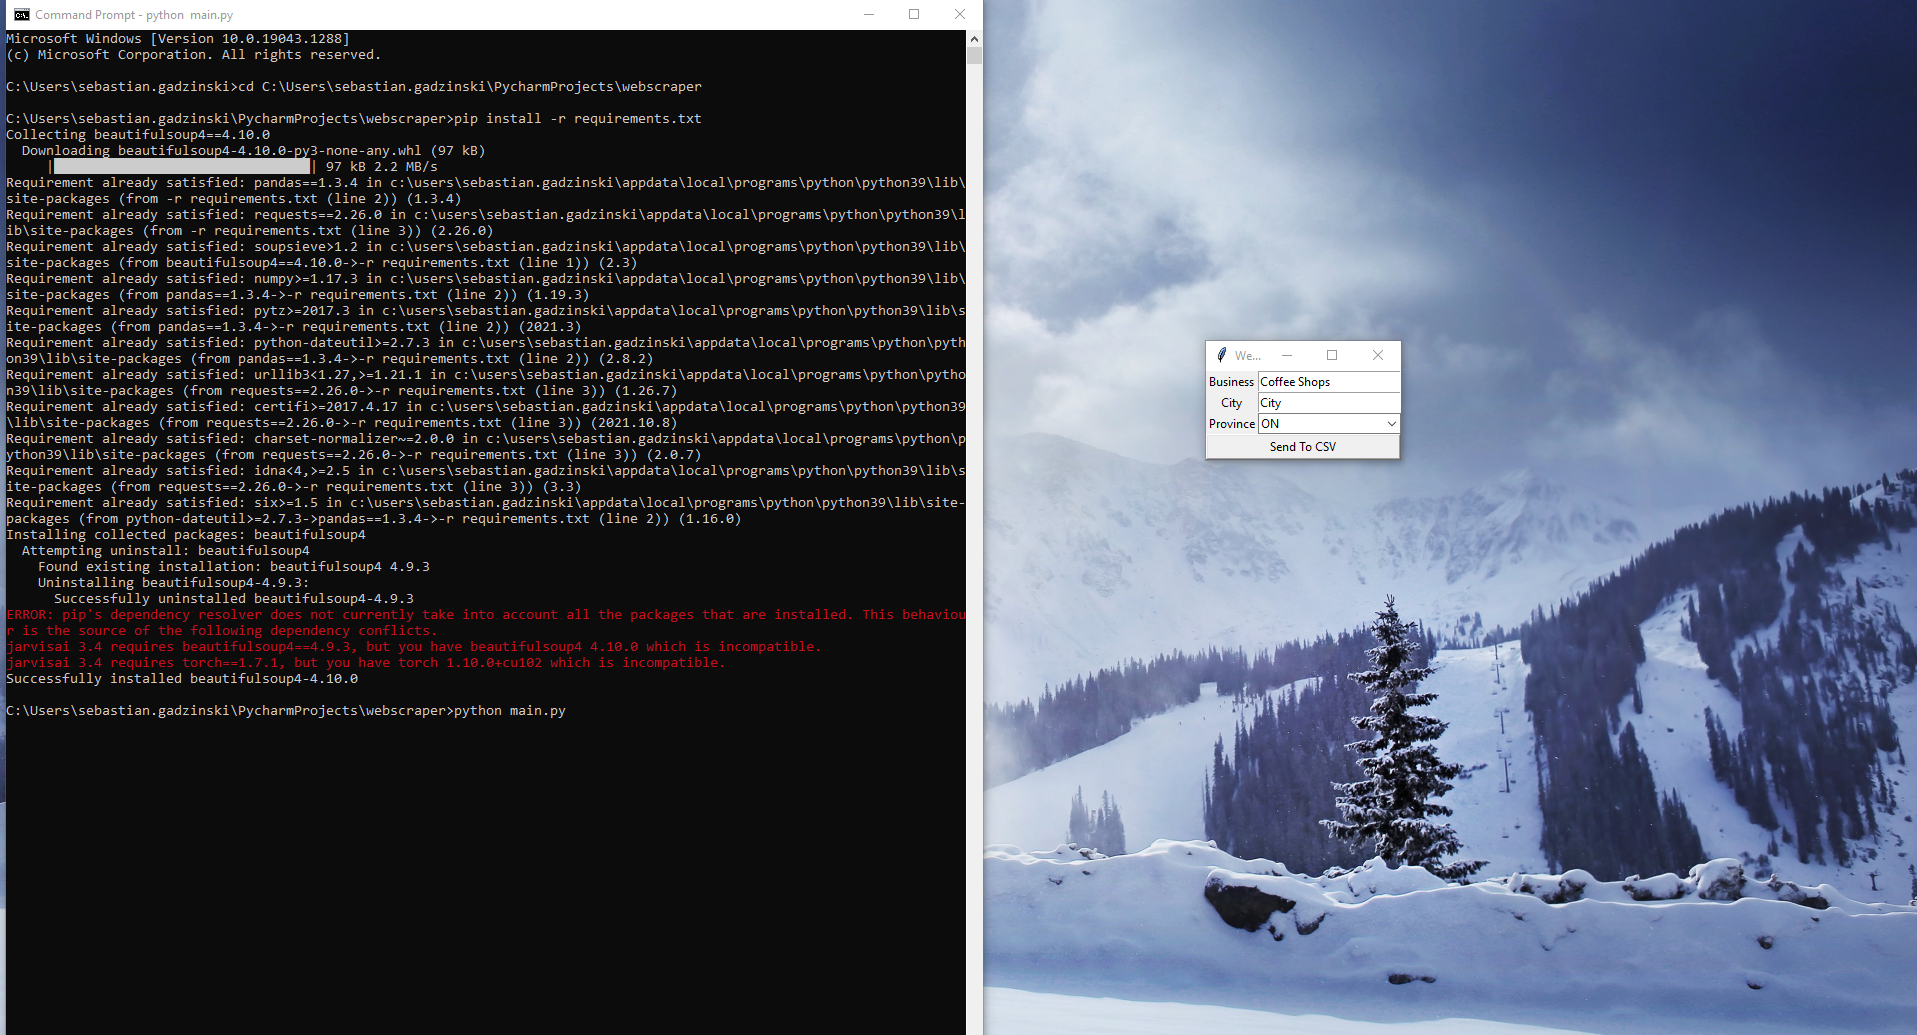 Command Prompt - python  main.py
Microsoft Windows [Version 10.0.19043.1288]
(c) Microsoft Corporation. All rights reserved.
C:\Users\sebastian.gadzinski>cd C:\Users\sebastian.gadzinski\PycharmProjects\webscraper
C:\Users\sebastian.gadzinski\PycharmProjects\webscraper>pip install -r requirements.txt
Collecting beautifulsoup4==4.10.0
  Downloading beautifulsoup4-4.10.0-py3-none-any.whl (97 kB)
     |                                | 97 kB 2.2 MB/s
Requirement already satisfied: pandas==1.3.4 in c:\users\sebastian.gadzinski\appdata\local\programs\python\python39\lib\
site-packages (from -r requirements.txt (line 2)) (1.3.4)
Requirement already satisfied: requests==2.26.0 in c:\users\sebastian.gadzinski\appdata\local\programs\python\python39\l
ib\site-packages (from -r requirements.txt (line 3)) (2.26.0)
Requirement already satisfied: soupsieve>1.2 in c:\users\sebastian.gadzinski\appdata\local\programs\python\python39\lib\
site-packages (from beautifulsoup4==4.10.0->-r requirements.txt (line 1)) (2.3)
Requirement already satisfied: numpy>=1.17.3 in c:\users\sebastian.gadzinski\appdata\local\programs\python\python39\lib\
site-packages (from pandas==1.3.4->-r requirements.txt (line 2)) (1.19.3)
Requirement already satisfied: pytz>=2017.3 in c:\users\sebastian.gadzinski\appdata\local\programs\python\python39\lib\s
ite-packages (from pandas==1.3.4->-r requirements.txt (line 2)) (2021.3)
Requirement already satisfied: python-dateutil>=2.7.3 in c:\users\sebastian.gadzinski\appdata\local\programs\python\pyth
on39\lib\site-packages (from pandas==1.3.4->-r requirements.txt (line 2)) (2.8.2)
Requirement already satisfied: urllib3<1.27,>=1.21.1 in c:\users\sebastian.gadzinski\appdata\local\programs\python\pytho
n39\lib\site-packages (from requests==2.26.0->-r requirements.txt (line 3)) (1.26.7)
Requirement already satisfied: certifi>=2017.4.17 in c:\users\sebastian.gadzinski\appdata\local\programs\python\python39
\lib\site-packages (from requests==2.26.0->-r requirements.txt (line 3)) (2021.10.8)
Requirement already satisfied: charset-normalizer~=2.0.0 in c:\users\sebastian.gadzinski\appdata\local\programs\python\p
ython39\lib\site-packages (from requests==2.26.0->-r requirements.txt (line 3)) (2.0.7)
Requirement already satisfied: idna<4,>=2.5 in c:\users\sebastian.gadzinski\appdata\local\programs\python\python39\lib\s
ite-packages (from requests==2.26.0->-r requirements.txt (line 3)) (3.3)
Requirement already satisfied: six>=1.5 in c:\users\sebastian.gadzinski\appdata\local\programs\python\python39\lib\site-
packages (from python-dateutil>=2.7.3->pandas==1.3.4->-r requirements.txt (line 2)) (1.16.0)
Installing collected packages: beautifulsoup4
  Attempting uninstall: beautifulsoup4
    Found existing installation: beautifulsoup4 4.9.3
    Uninstalling beautifulsoup4-4.9.3:
      Successfully uninstalled beautifulsoup4-4.9.3
ERROR: pip's dependency resolver does not currently take into account all the packages that are installed. This behaviou
r is the source of the following dependency conflicts.
jarvisai 3.4 requires beautifulsoup4==4.9.3, but you have beautifulsoup4 4.10.0 which is incompatible.
jarvisai 3.4 requires torch==1.7.1, but you have torch 1.10.0+cu102 which is incompatible.
Successfully installed beautifulsoup4-4.10.0
C:\Users\sebastian.gadzinski\PycharmProjects\webscraper>python main.py
We...
Business Coffee Shops
City City
Province ON
Send To CSV